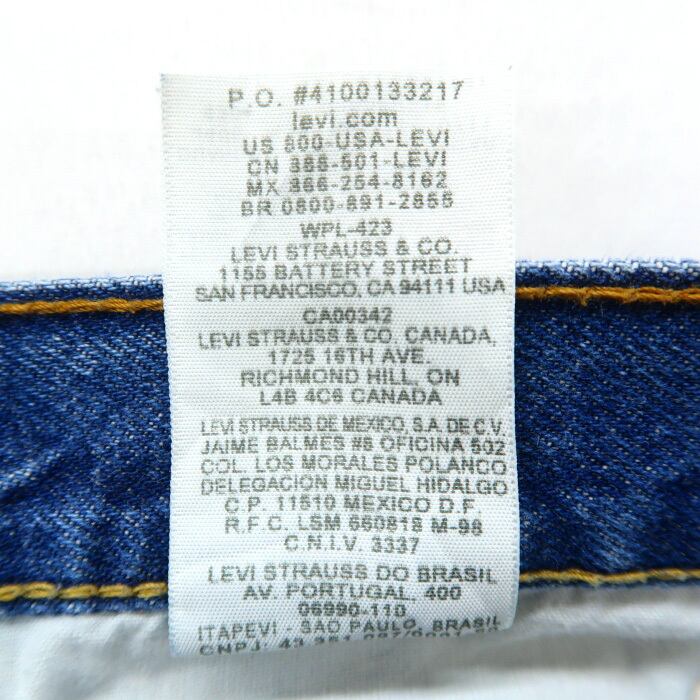 P.O. #4100133217
levi.com
US 800-USA-LEVI
CN 866-501-LEVI
MX 866-254-8162
BR 0800-891-2855
WPL-423
LEVI STRAUSS & CO.
1155 BATTERY STREET
SAN FRANCISCO, CA 94111 USA
CA00342
LEVI STRAUSS & CO. CANADA,
1725 16TH AVE.
RICHMOND HILL, ON
L4B 4C6 CANADA
LEVI STRAUSS DE MEXICO, S.A. DE C.V.
JAIME BALMES #8 OFICINA 502
COL. LOS MORALES POLANCO
DELEGACION MIGUEL HIDALGO
C.P. 11510 MEXICO D.F.
R.F.C. LSM 650818 M-96
C.N.I.V. 3337
LEVI STRAUSS DO BRASIL
AV. PORTUGAL, 400
06990-110
ITAPEVI - SAO PAULO, BRASIL
CNPJ: